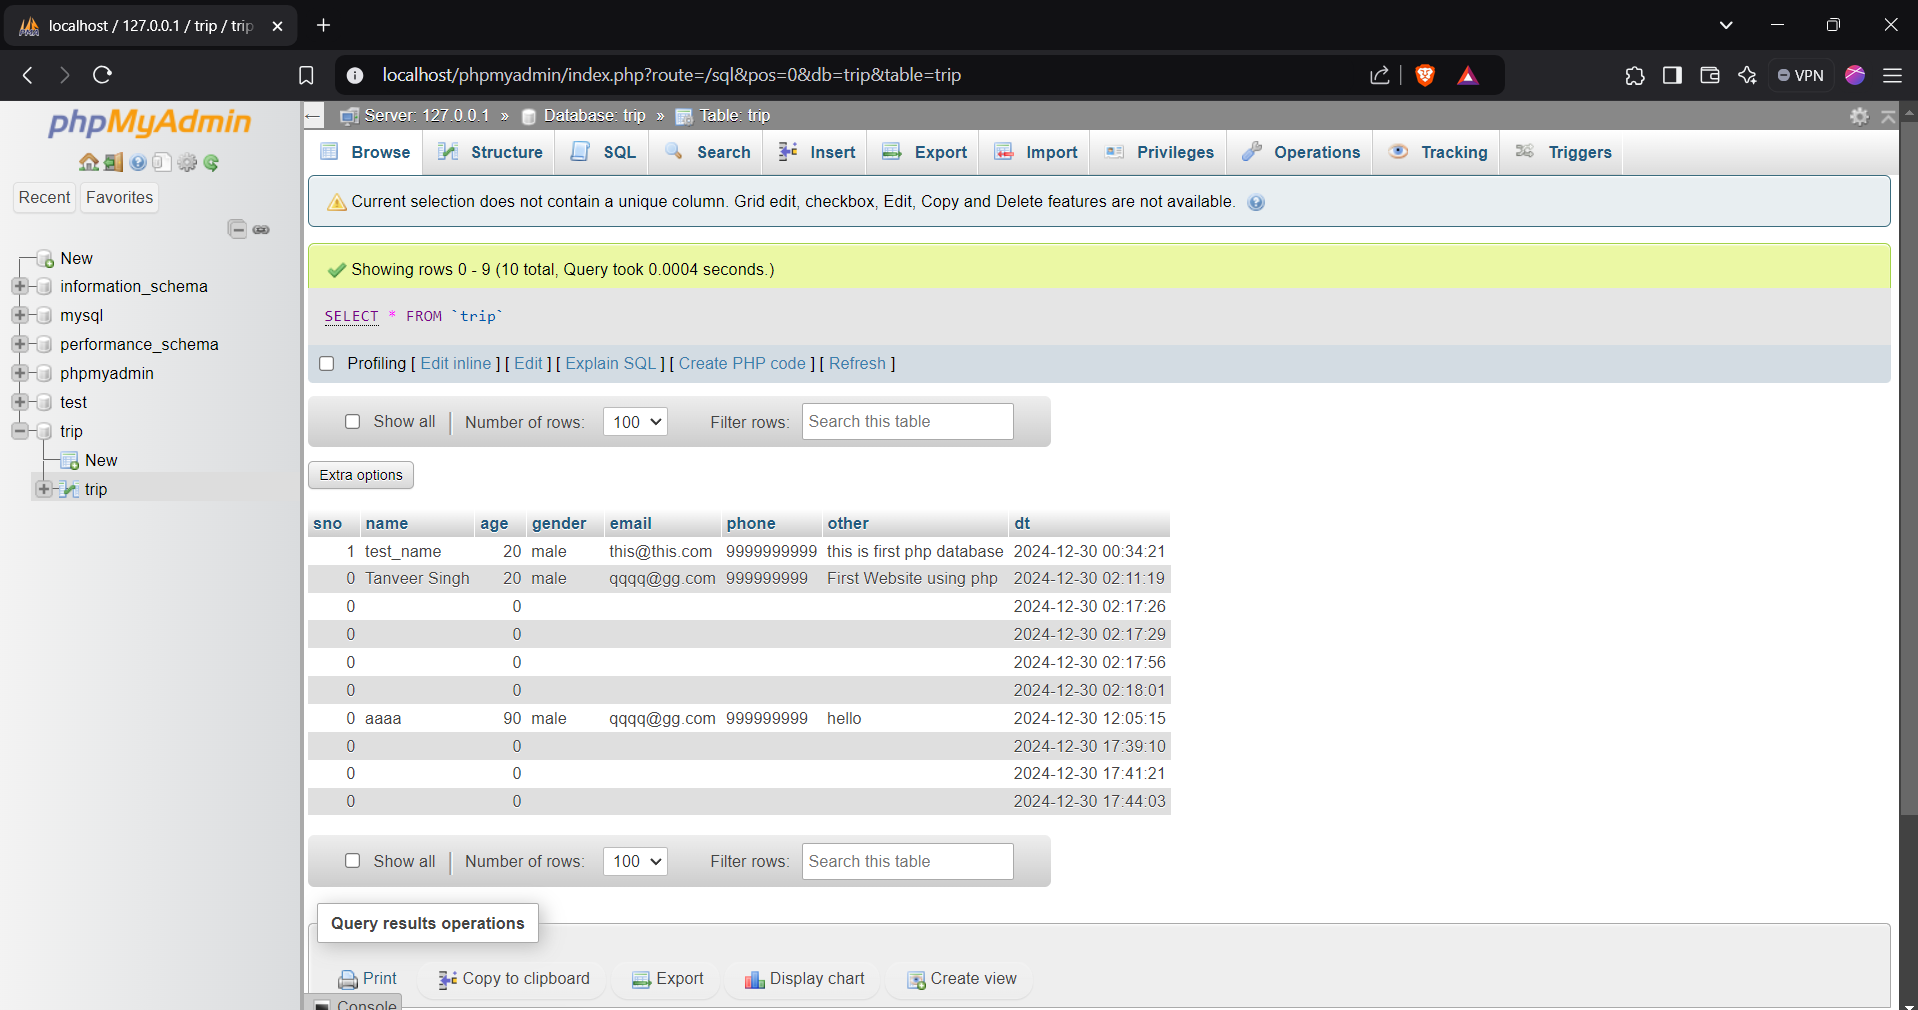 localhost / 127.0.0.1 / trip / trip
localhost/phpmyadmin/index.php?route=/sql&pos=0&db=trip&table=trip
VPN
phpMyAdmin
Recent Favorites
New
information_schema
mysql
performance_schema
phpmyadmin
test
trip
New
trip
Server: 127.0.0.1 » Database: trip » Table: trip
Browse Structure SQL Search Insert Export Import Privileges Operations Tracking Triggers
Current selection does not contain a unique column. Grid edit, checkbox, Edit, Copy and Delete features are not available.
Showing rows 0 - 9 (10 total, Query took 0.0004 seconds.)
SELECT * FROM `trip`
Profiling [ Edit inline ] [ Edit ] [ Explain SQL ] [ Create PHP code ] [ Refresh ]
Show all Number of rows: 100 Filter rows: Search this table
Extra options
sno name age gender email phone other dt
1 test_name 20 male this@this.com 9999999999 this is first php database 2024-12-30 00:34:21
0 Tanveer Singh 20 male qqqq@gg.com 999999999 First Website using php 2024-12-30 02:11:19
0 0 2024-12-30 02:17:26
0 0 2024-12-30 02:17:29
0 0 2024-12-30 02:17:56
0 0 2024-12-30 02:18:01
0 aaaa 90 male qqqq@gg.com 999999999 hello 2024-12-30 12:05:15
0 0 2024-12-30 17:39:10
0 0 2024-12-30 17:41:21
0 0 2024-12-30 17:44:03
Show all Number of rows: 100 Filter rows: Search this table
Query results operations
Print Copy to clipboard Export Display chart Create view
Console